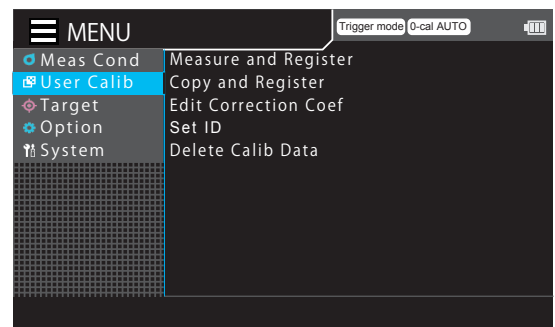 MENU
Trigger mode 0-cal AUTO
Meas Cond
User Calib
Target
Option
System
Measure and Register
Copy and Register
Edit Correction Coef
Set ID
Delete Calib Data